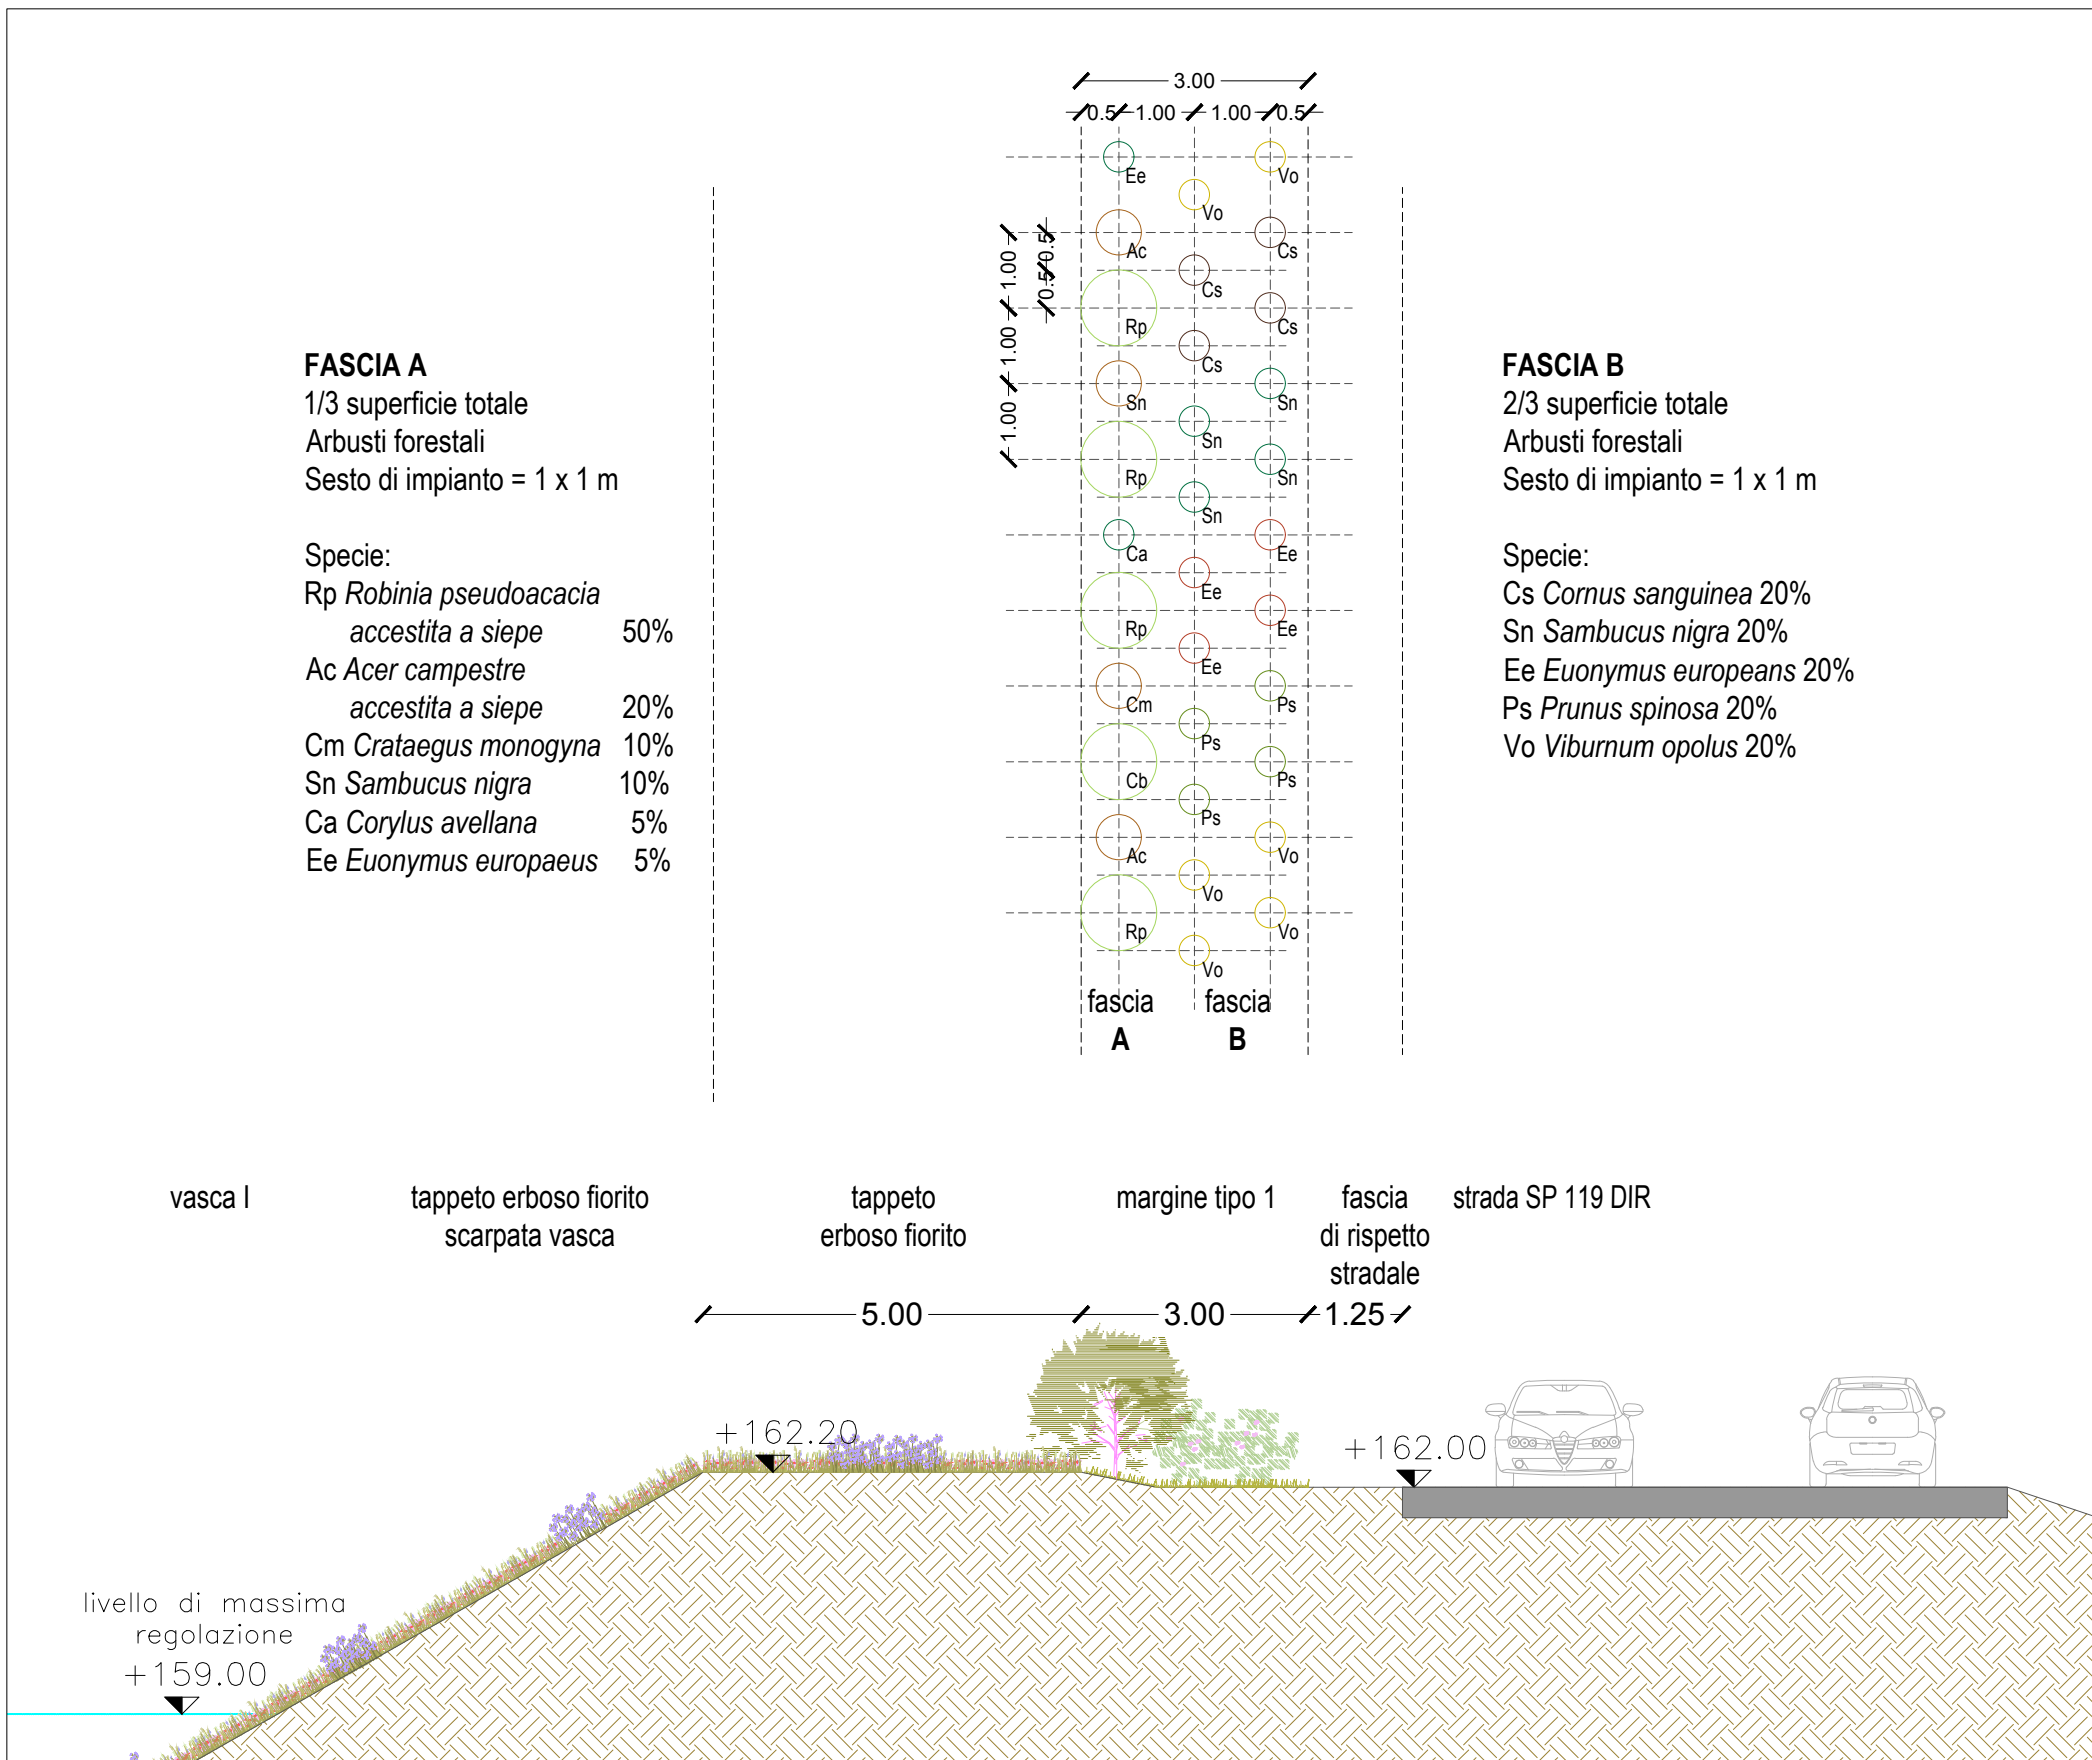 3.00
0.5 1.00 1.00 0.5
Ee Vo
Vo
Ac Cs
1.00 0.5 0.5
Cs
Rp Cs
1.00
Cs
Sn Sn
1.00
Sn
Rp Sn
Sn
Ca Ee
Ee
Rp Ee
Ee
Cm Ps
Ps
Cb Ps
Ps
Ac Vo
Vo
Rp Vo
Vo
fascia fascia
A B
FASCIA A
1/3 superficie totale
Arbusti forestali
Sesto di impianto = 1 x 1 m
Specie:
Rp Robinia pseudoacacia
accestita a siepe 50%
Ac Acer campestre
accestita a siepe 20%
Cm Crataegus monogyna 10%
Sn Sambucus nigra 10%
Ca Corylus avellana 5%
Ee Euonymus europaeus 5%
FASCIA B
2/3 superficie totale
Arbusti forestali
Sesto di impianto = 1 x 1 m
Specie:
Cs Cornus sanguinea 20%
Sn Sambucus nigra 20%
Ee Euonymus europeans 20%
Ps Prunus spinosa 20%
Vo Viburnum opolus 20%
vasca I
tappeto erboso fiorito
scarpata vasca
tappeto
erboso fiorito
margine tipo 1
fascia
di rispetto
stradale
strada SP 119 DIR
5.00 3.00 1.25
+162.20
+162.00
livello di massima
regolazione
+159.00